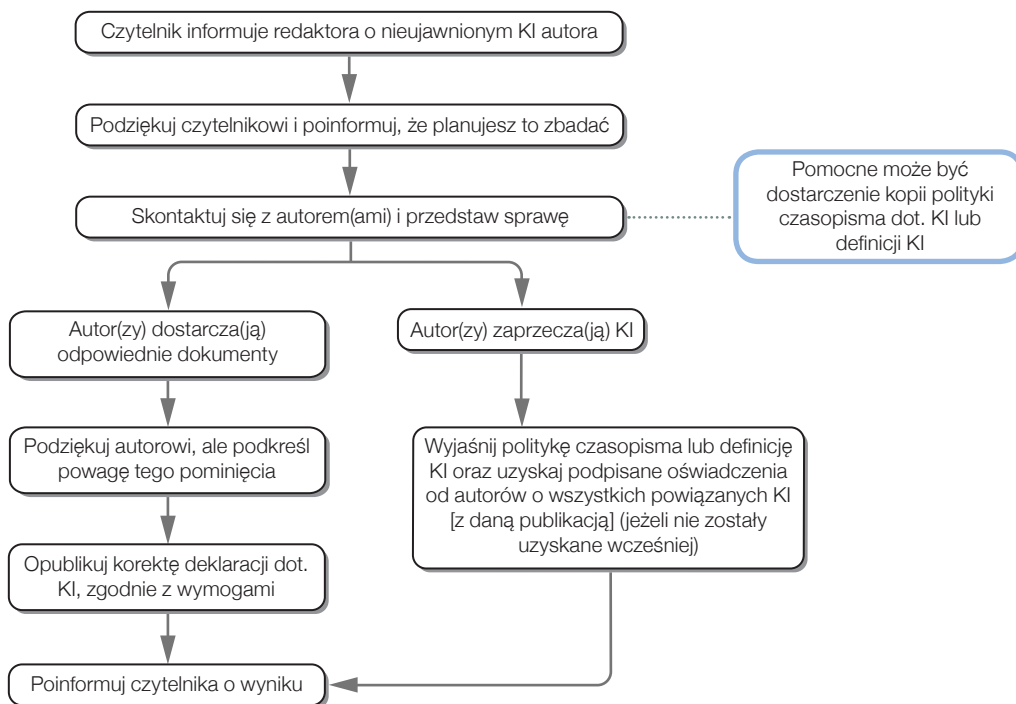 Czytelnik informuje redaktora o nieujawnionym KI autora
Podziękuj czytelnikowi i poinformuj, że planujesz to zbadać
Skontaktuj się z autorem(ami) i przedstaw sprawę
Pomocne może być
dostarczenie kopii polityki
czasopisma dot. KI lub
definicji KI
Autor(zy) dostarcza(ją)
odpowiednie dokumenty
Autor(zy) zaprzecza(ją) KI
Podziękuj autorowi, ale podkreśl
powagę tego pominięcia
Wyjaśnij politykę czasopisma lub definicję
KI oraz uzyskaj podpisane oświadczenia
od autorów o wszystkich powiązanych KI
[z daną publikacją] (jeżeli nie zostały
uzyskane wcześniej)
Opublikuj korektę deklaracji dot.
KI, zgodnie z wymogami
Poinformuj czytelnika o wyniku